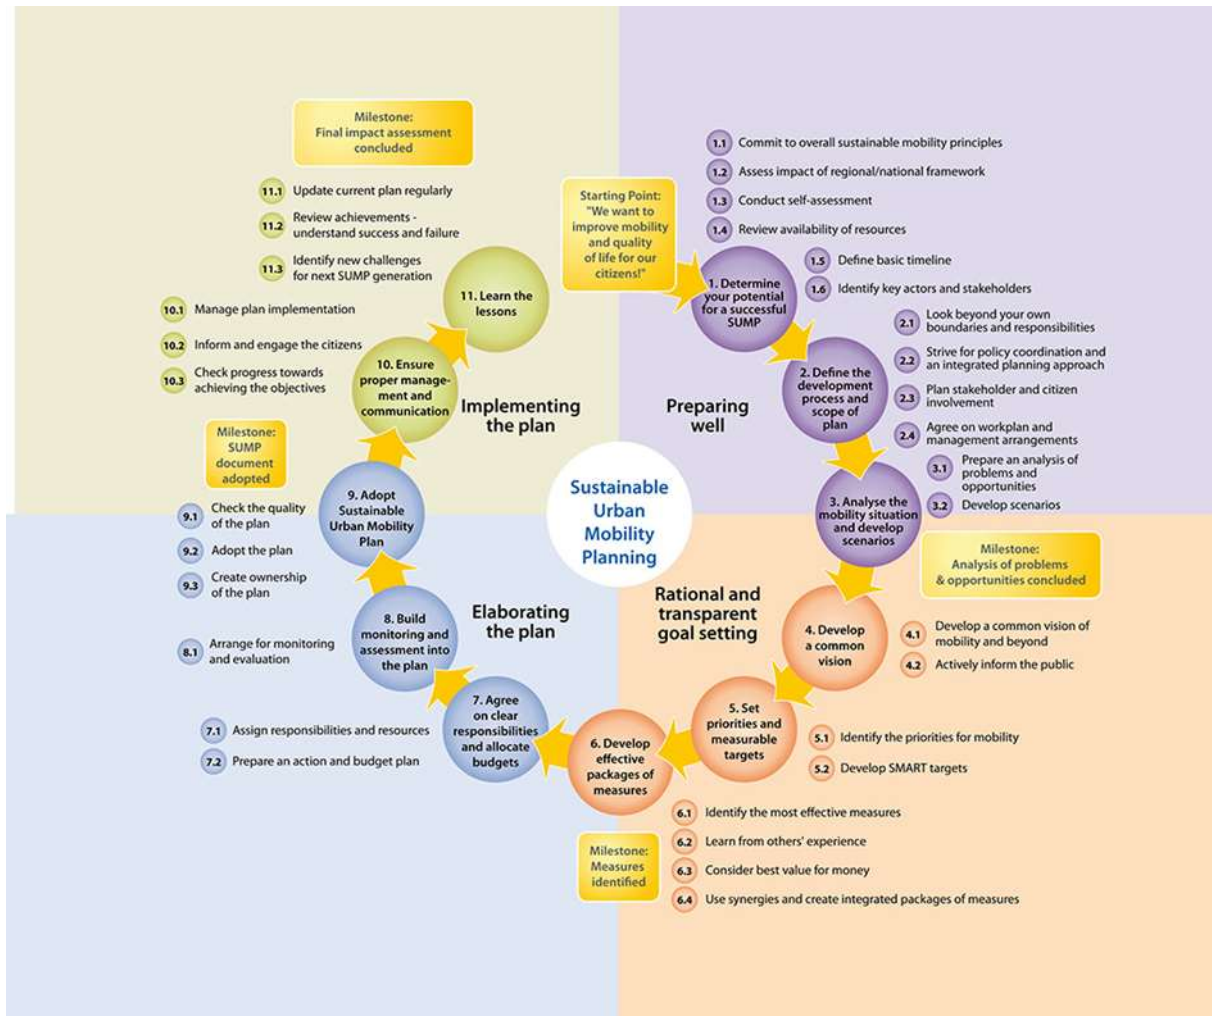 Sustainable
Urban
Mobility
Planning
Starting Point:
"We want to
improve mobility
and quality
of life for our
citizens!"
Preparing
well
1. Determine
your potential
for a successful
SUMP
1.1 Commit to overall sustainable mobility principles
1.2 Assess impact of regional/national framework
1.3 Conduct self-assessment
1.4 Review availability of resources
1.5 Define basic timeline
1.6 Identify key actors and stakeholders
2. Define the
development
process and
scope of
plan
2.1 Look beyond your own
boundaries and responsibilities
2.2 Strive for policy coordination and
an integrated planning approach
2.3 Plan stakeholder and citizen
involvement
2.4 Agree on workplan and
management arrangements
3. Analyse the
mobility situation
and develop
scenarios
3.1 Prepare an analysis of
problems and
opportunities
3.2 Develop scenarios
Milestone:
Analysis of problems
& opportunities concluded
Rational and
transparent
goal setting
4. Develop
a common
vision
4.1 Develop a common vision of
mobility and beyond
4.2 Actively inform the public
5. Set
priorities and
measurable
targets
5.1 Identify the priorities for mobility
5.2 Develop SMART targets
6. Develop
effective
packages of
measures
6.1 Identify the most effective measures
6.2 Learn from others' experience
6.3 Consider best value for money
6.4 Use synergies and create integrated packages of measures
Milestone:
Measures
identified
Elaborating
the plan
7. Agree
on clear
responsibilities
and allocate
budgets
7.1 Assign responsibilities and resources
7.2 Prepare an action and budget plan
8. Build
monitoring and
assessment into
the plan
8.1 Arrange for monitoring
and evaluation
9. Adopt
Sustainable
Urban Mobility
Plan
9.1 Check the quality
of the plan
9.2 Adopt the plan
9.3 Create ownership
of the plan
Milestone:
SUMP
document
adopted
Implementing
the plan
10. Ensure
proper manage-
ment and
communication
10.1 Manage plan implementation
10.2 Inform and engage the citizens
10.3 Check progress towards
achieving the objectives
11. Learn the
lessons
11.1 Update current plan regularly
11.2 Review achievements -
understand success and failure
11.3 Identify new challenges
for next SUMP generation
Milestone:
Final impact assessment
concluded